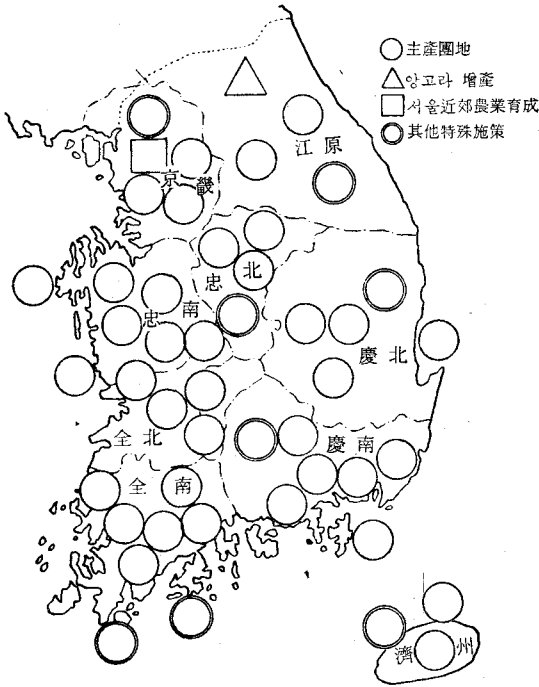 主產團地
앙고라 增產
서울近郊農業育成
其他特殊施策
江原
京畿
忠北
忠南
慶北
全北
慶南
全南
濟州